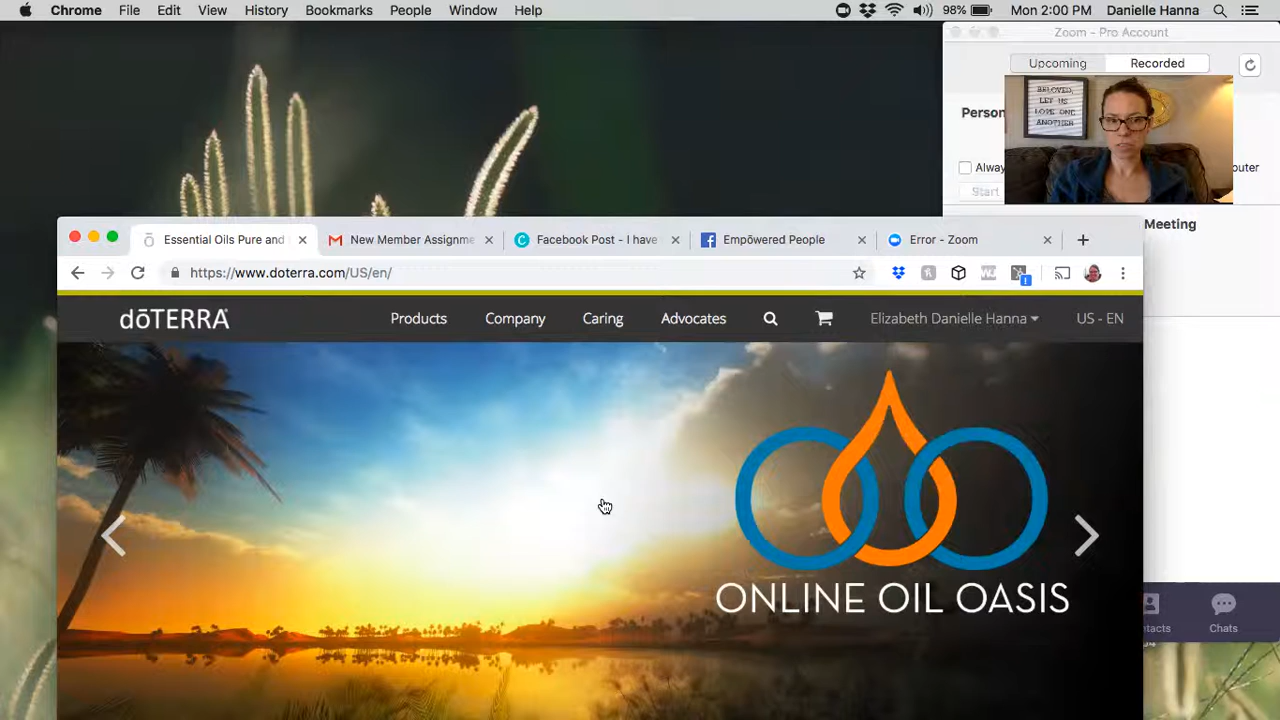 Chrome File Edit View History Bookmarks People Window Help 98% Mon 2:00 PM Danielle Hanna
Zoom - Pro Account
Upcoming Recorded
BELOVED,
LET US
LOVE ONE
ANOTHER
Person
Alway outer
Start
Meeting
Essential Oils Pure and New Member Assignme Facebook Post - I have Empōwered People Error - Zoom
https://www.doterra.com/US/en/
dōTERRA Products Company Caring Advocates Elizabeth Danielle Hanna US - EN
ONLINE OIL OASIS
ntacts Chats